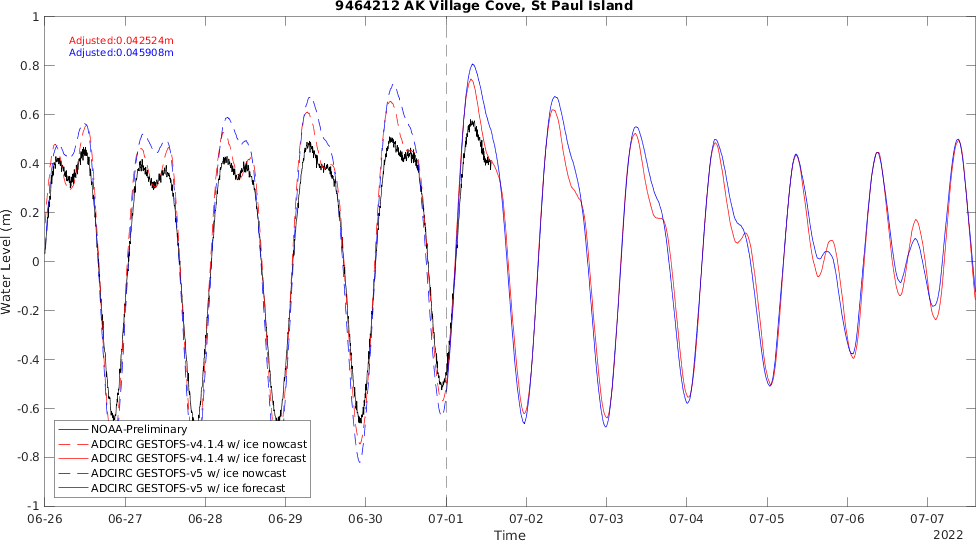 9464212 AK Village Cove, St Paul Island
Adjusted:0.042524m
Adjusted:0.045908m
1
0.8
0.6
0.4
0.2
0
-0.2
-0.4
-0.6
-0.8
-1
Water Level (m)
NOAA-Preliminary
ADCIRC GESTOFS-v4.1.4 w/ ice nowcast
ADCIRC GESTOFS-v4.1.4 w/ ice forecast
ADCIRC GESTOFS-v5 w/ ice nowcast
ADCIRC GESTOFS-v5 w/ ice forecast
06-26 06-27 06-28 06-29 06-30 07-01 07-02 07-03 07-04 07-05 07-06 07-07
Time
2022